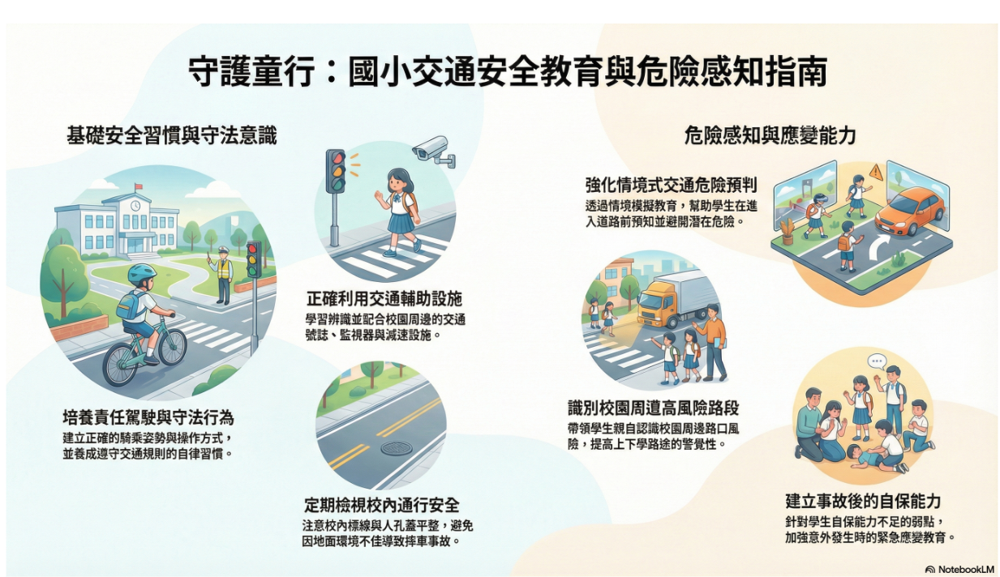 守護童行：國小交通安全教育與危險感知指南
基礎安全習慣與守法意識
培養責任駕駛與守法行為
建立正確的騎乘姿勢與操作方式，
並養成遵守交通規則的自律習慣。
正確利用交通輔助設施
學習辨識並配合校園周邊的交通
號誌、監視器與減速設施。
定期檢視校內通行安全
注意校內標線與人孔蓋平整，避免
因地面環境不佳導致摔車事故。
危險感知與應變能力
強化情境式交通危險預判
透過情境模擬教育，幫助學生在進
入道路前預知並避開潛在危險。
識別校園周道高風險路段
帶領學生親自認識校園周邊路口風
險，提高上下學路途的警覺性。
建立事故後的自保能力
針對學生自保能力不足的弱點，
加強意外發生時的緊急應變教育。
NotebookLM